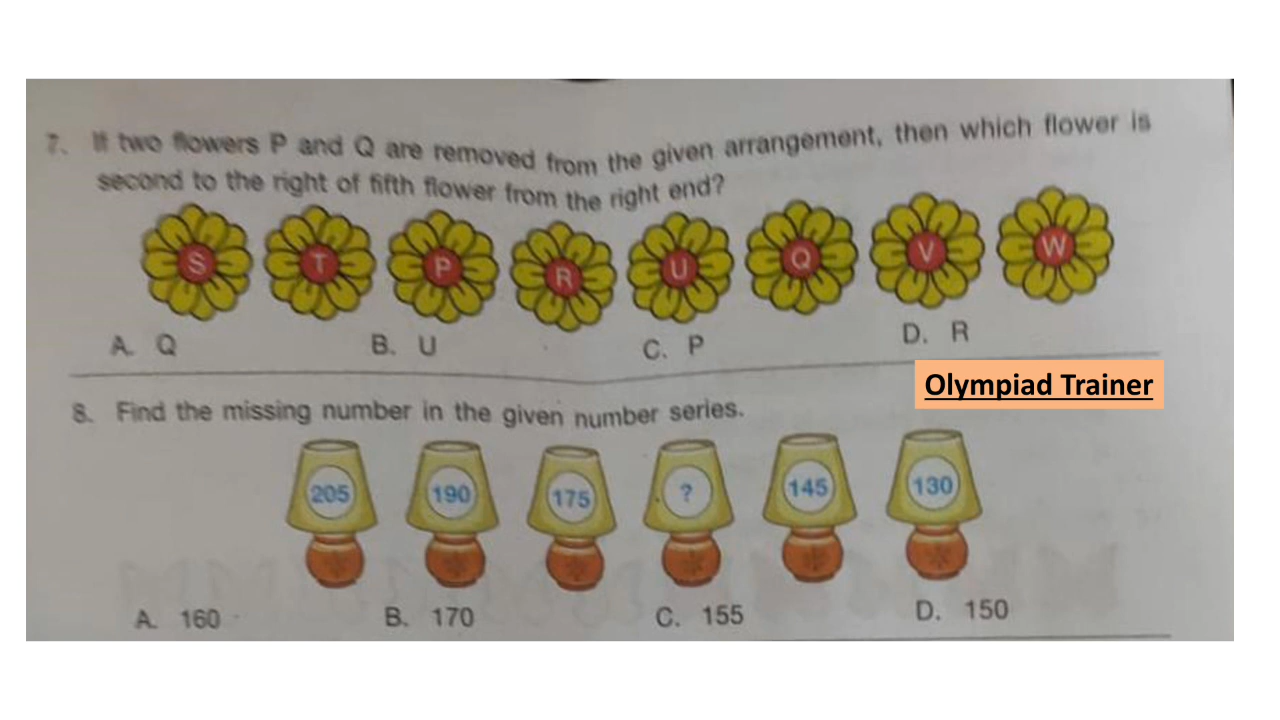 7. If two flowers P and Q are removed from the given arrangement, then which flower is
second to the right of fifth flower from the right end?
S T P R U Q V W
A. Q B. U C. P D. R
Olympiad Trainer
8. Find the missing number in the given number series.
205 190 175 ? 145 130
A. 160 B. 170 C. 155 D. 150